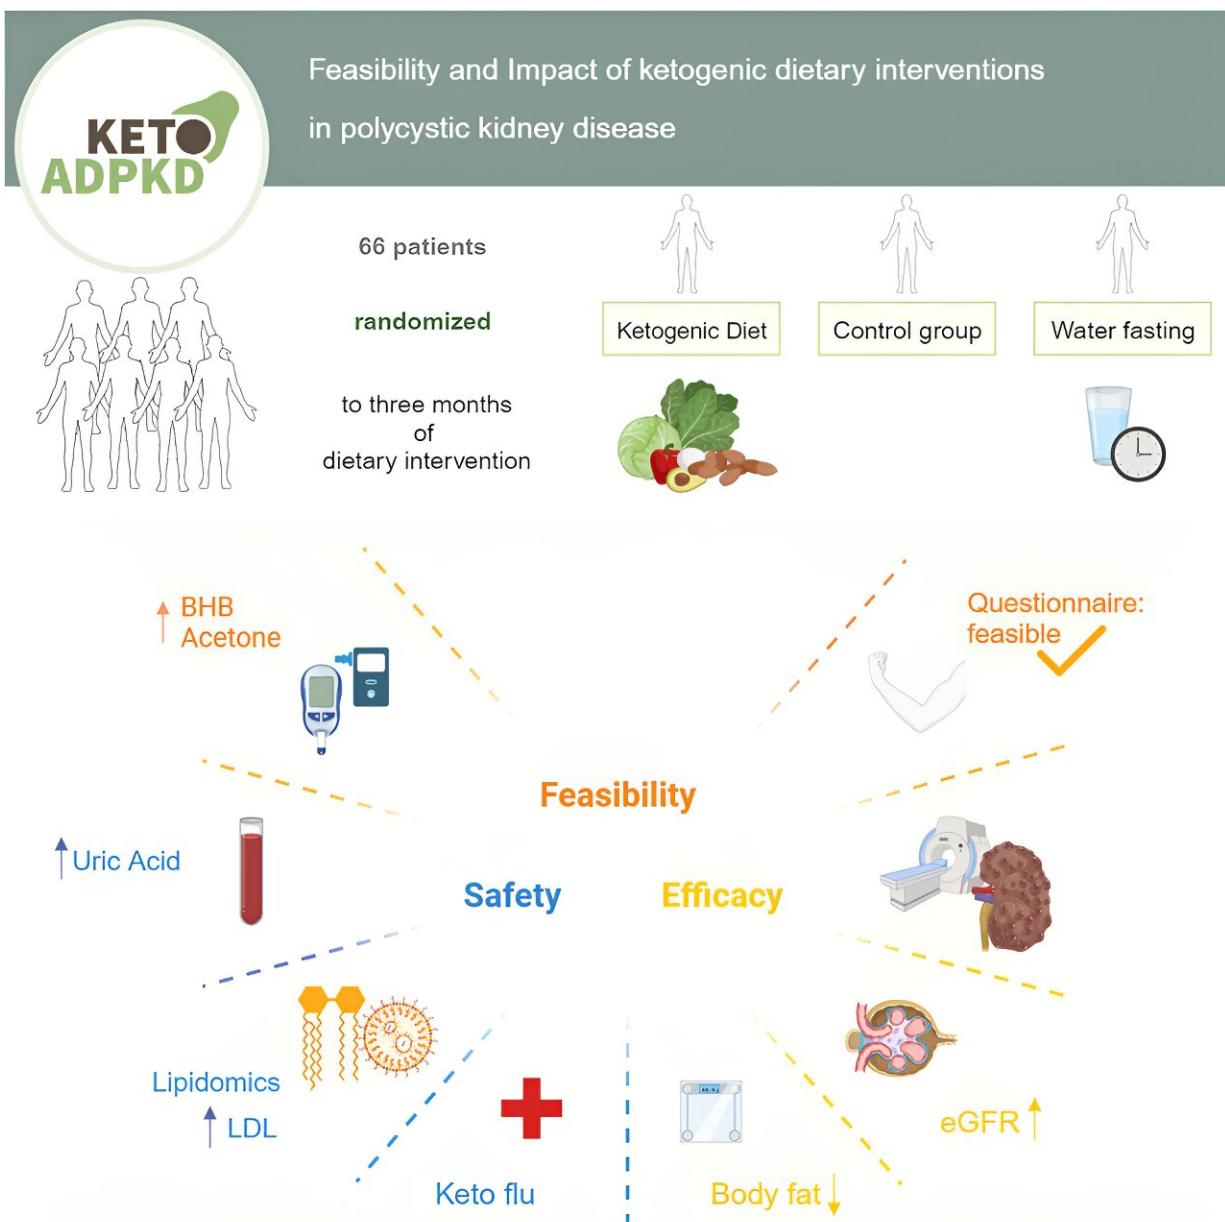 Feasibility and Impact of ketogenic dietary interventions
in polycystic kidney disease
KETO
ADPKD
66 patients
randomized
to three months
of
dietary intervention
Ketogenic Diet
Control group
Water fasting
BHB
Acetone
Questionnaire:
feasible
Feasibility
Uric Acid
Safety
Efficacy
Lipidomics
LDL
eGFR
Keto flu
Body fat